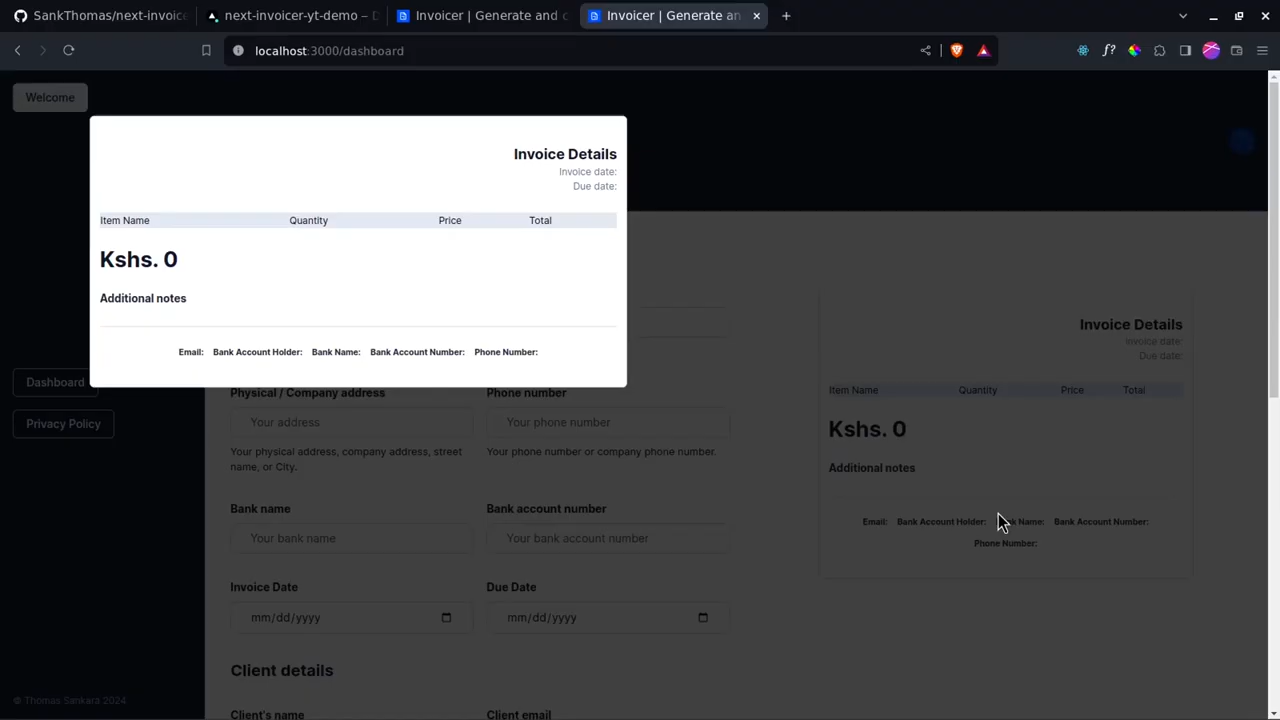 SankThomas/next-invoice
next-invoicer-yt-demo – D
Invoicer | Generate and c
Invoicer | Generate an
localhost:3000/dashboard
Welcome
Invoice Details
Invoice date:
Due date:
Item Name Quantity Price Total
Kshs. 0
Additional notes
Email: Bank Account Holder: Bank Name: Bank Account Number: Phone Number:
Dashboard
Privacy Policy
Physical / Company address
Your address
Your physical address, company address, street
name, or City.
Phone number
Your phone number
Your phone number or company phone number.
Bank name
Your bank name
Bank account number
Your bank account number
Invoice Date
mm/dd/yyyy
Due Date
mm/dd/yyyy
Client details
Client's name
Client email
Invoice Details
Invoice date:
Due date:
Item Name Quantity Price Total
Kshs. 0
Additional notes
Email: Bank Account Holder: Name: Bank Account Number:
Phone Number:
© Thomas Sankara 2024